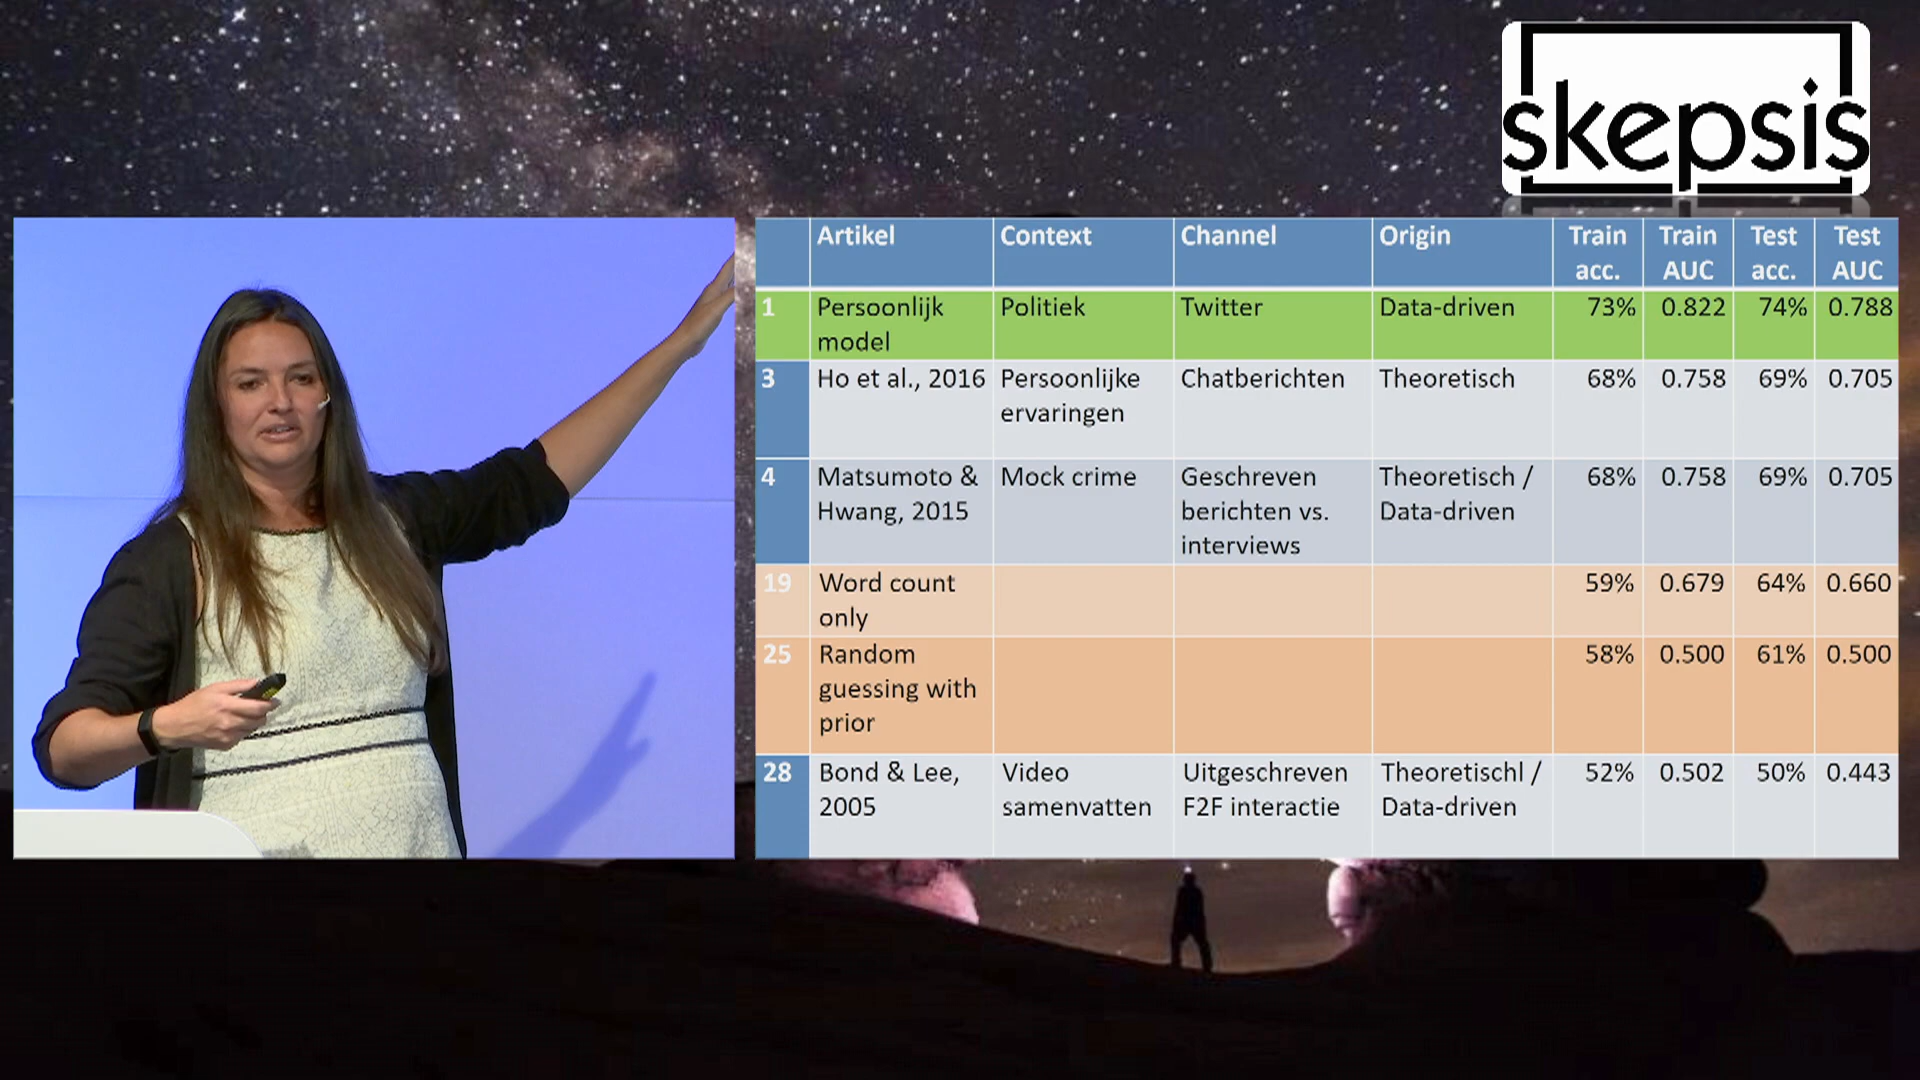 skepsis
Artikel Context Channel Origin Train acc. Train AUC Test acc. Test AUC
1 Persoonlijk model Politiek Twitter Data-driven 73% 0.822 74% 0.788
3 Ho et al., 2016 Persoonlijke ervaringen Chatberichten Theoretisch 68% 0.758 69% 0.705
4 Matsumoto & Hwang, 2015 Mock crime Geschreven berichten vs. interviews Theoretisch / Data-driven 68% 0.758 69% 0.705
19 Word count only 59% 0.679 64% 0.660
25 Random guessing with prior 58% 0.500 61% 0.500
28 Bond & Lee, 2005 Video samenvatten Uitgeschreven F2F interactie Theoretischl / Data-driven 52% 0.502 50% 0.443